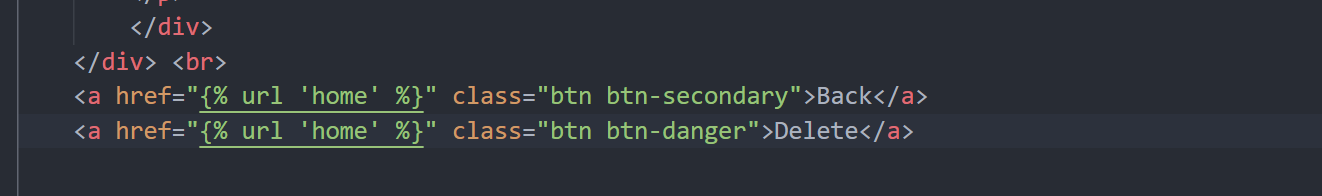 </div>
</div> <br>
<a href="{% url 'home' %}" class="btn btn-secondary">Back</a>
<a href="{% url 'home' %}" class="btn btn-danger">Delete</a>